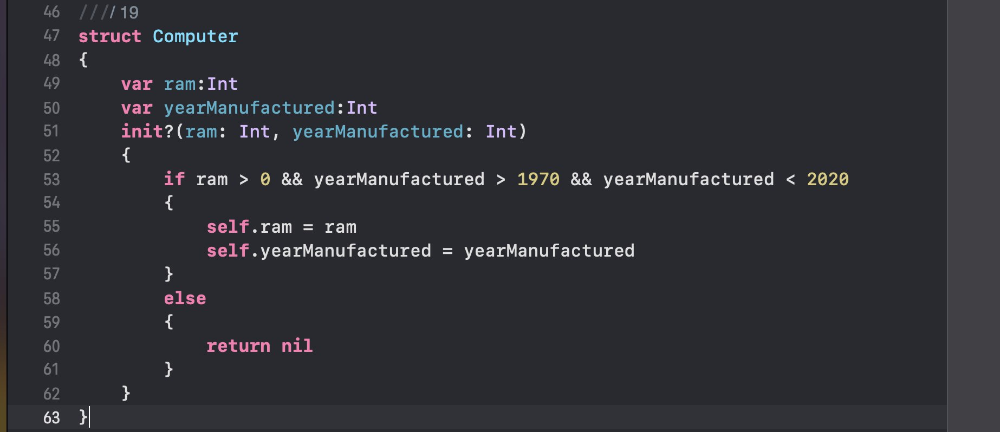 46 //// 19
47 struct Computer
48 {
49     var ram:Int
50     var yearManufactured:Int
51     init?(ram: Int, yearManufactured: Int)
52     {
53         if ram > 0 && yearManufactured > 1970 && yearManufactured < 2020
54         {
55             self.ram = ram
56             self.yearManufactured = yearManufactured
57         }
58         else
59         {
60             return nil
61         }
62     }
63 }